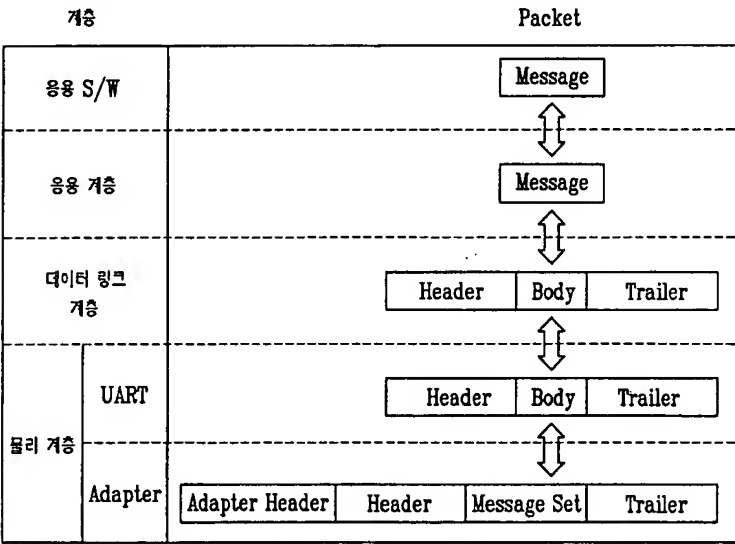 계층 Packet
응용 S/W Message
응용 계층 Message
데이터 링크
계층
Header Body Trailer
물리 계층
UART Header Body Trailer
Adapter Adapter Header Header Message Set Trailer